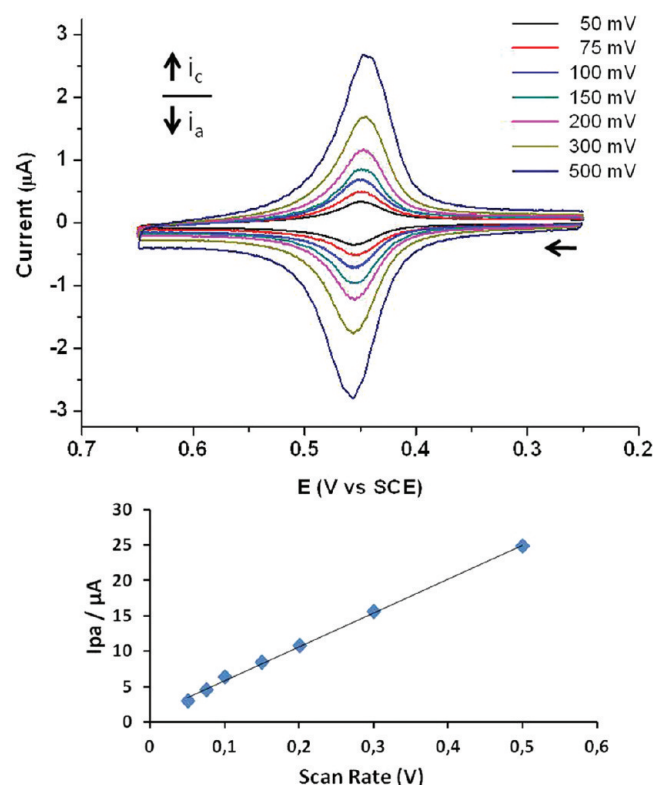 3
2
1
0
-1
-2
-3
Current (µA)
↑ i_c
↓ i_a
50 mV
75 mV
100 mV
150 mV
200 mV
300 mV
500 mV
0.7 0.6 0.5 0.4 0.3 0.2
E (V vs SCE)
30
25
20
15
10
5
0
Ipa / µA
0 0,1 0,2 0,3 0,4 0,5 0,6
Scan Rate (V)